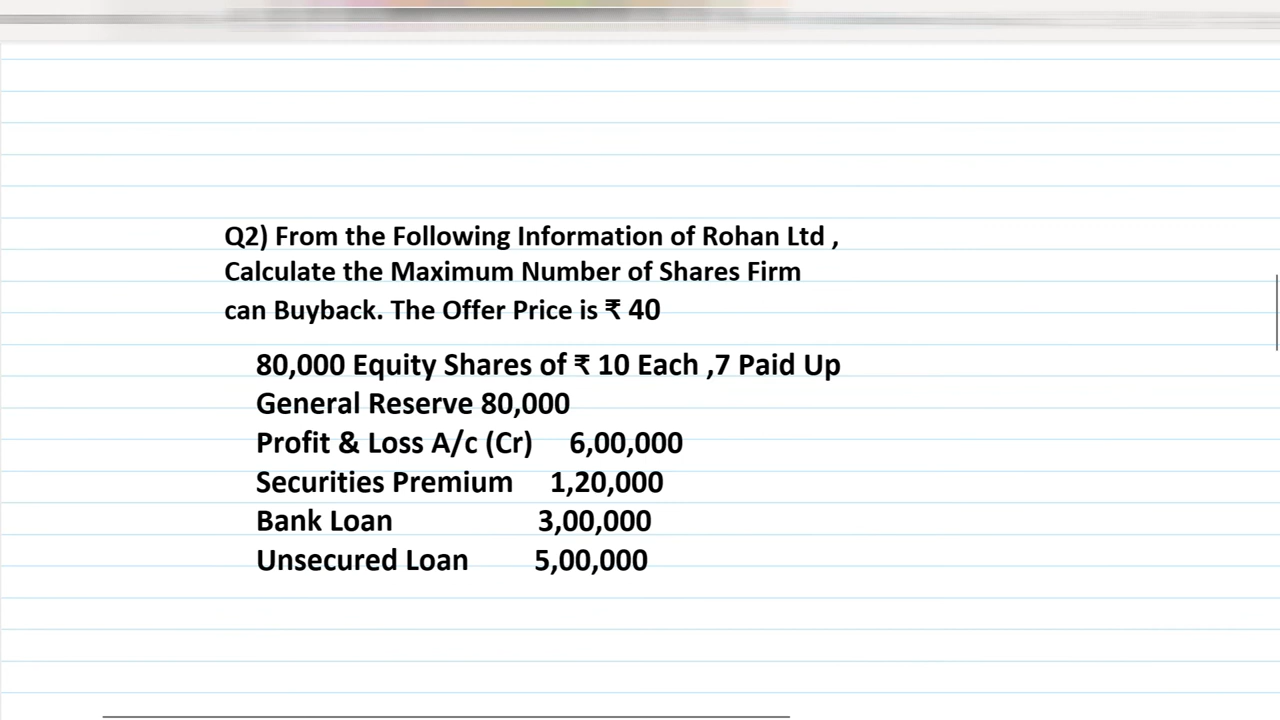 Q2) From the Following Information of Rohan Ltd ,
Calculate the Maximum Number of Shares Firm
can Buyback. The Offer Price is ₹ 40
80,000 Equity Shares of ₹ 10 Each ,7 Paid Up
General Reserve 80,000
Profit & Loss A/c (Cr) 6,00,000
Securities Premium 1,20,000
Bank Loan 3,00,000
Unsecured Loan 5,00,000